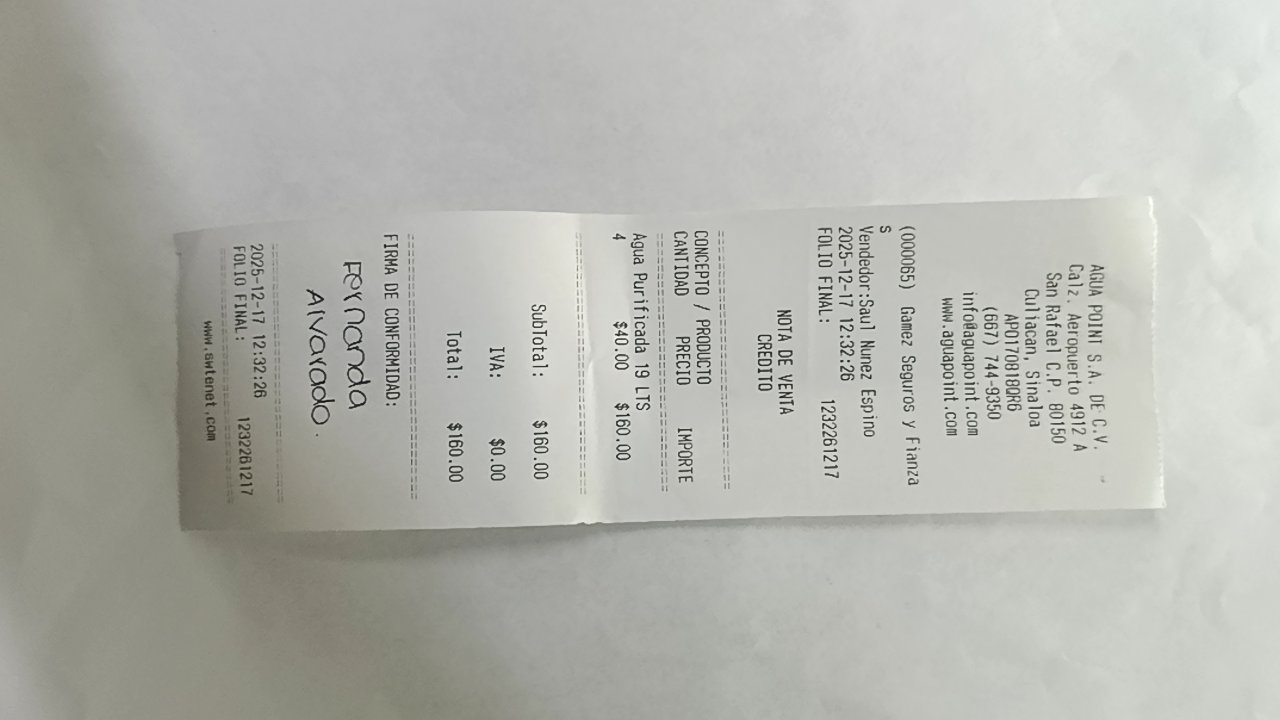 AGUA POINT S.A. DE C.V.
Calz. Aeropuerto 4912 A
San Rafael C.P. 80150
Culiacan, Sinaloa
APO170818QR6
(667) 744-9350
info@aguapoint.com
www.aguapoint.com
(000065) Gamez Seguros y Fianza
s
Vendedor:Saul Nunez Espino
2025-12-17 12:32:26
FOLIO FINAL: 1232261217
NOTA DE VENTA
CREDITO
CONCEPTO / PRODUCTO
CANTIDAD PRECIO IMPORTE
Agua Purificada 19 LTS
4 $40.00 $160.00
SubTotal: $160.00
IVA: $0.00
Total: $160.00
FIRMA DE CONFORMIDAD:
Fernanda
Alvarado.
2025-12-17 12:32:26
FOLIO FINAL: 1232261217
www.swtenet.com